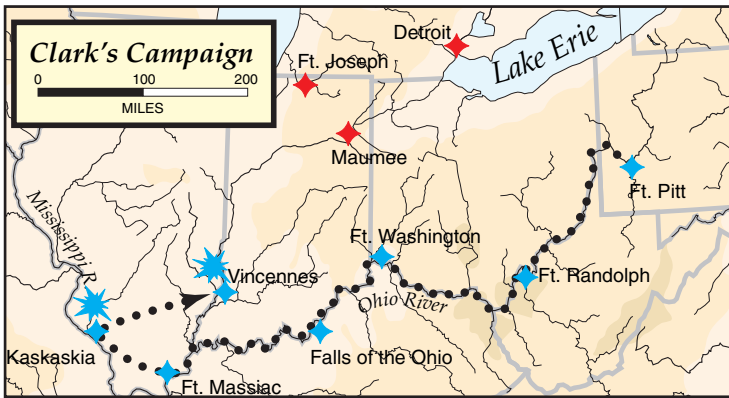 Clark's Campaign
0 100 200
MILES
Detroit
Lake Erie
Ft. Joseph
Maumee
Ft. Pitt
Mississippi R.
Ft. Washington
Vincennes
Ft. Randolph
Ohio River
Kaskaskia
Falls of the Ohio
Ft. Massiac